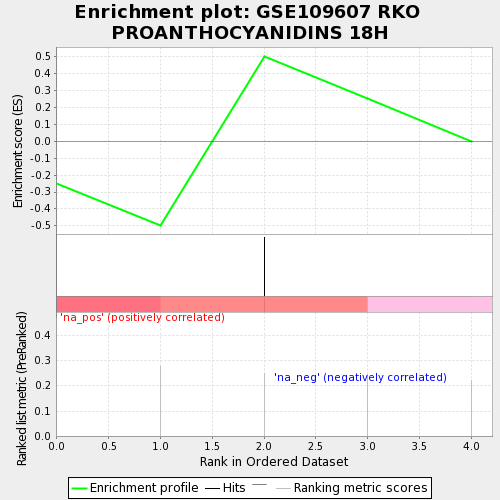 Enrichment plot: GSE109607 RKO
PROANTHOCYANIDINS 18H
Enrichment score (ES)
0.5
0.4
0.3
0.2
0.1
0.0
-0.1
-0.2
-0.3
-0.4
-0.5
'na_pos' (positively correlated)
'na_neg' (negatively correlated)
Ranked list metric (PreRanked)
0.4
0.3
0.2
0.1
0.0
0.0 0.5 1.0 1.5 2.0 2.5 3.0 3.5 4.0
Rank in Ordered Dataset
Enrichment profile Hits Ranking metric scores